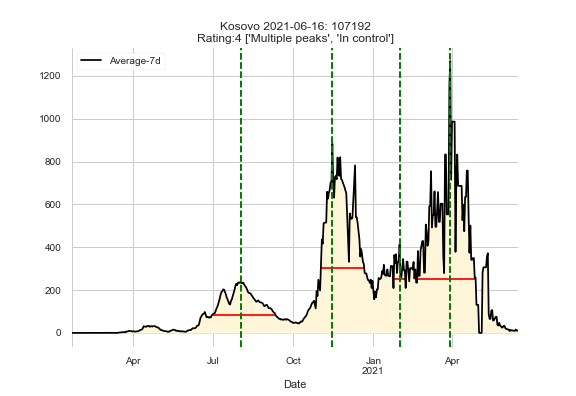 Kosovo 2021-06-16: 107192
Rating:4 ['Multiple peaks', 'In control']
Average-7d
1200
1000
800
600
400
200
0
Apr
Jul
Oct
Jan
2021
Apr
Date